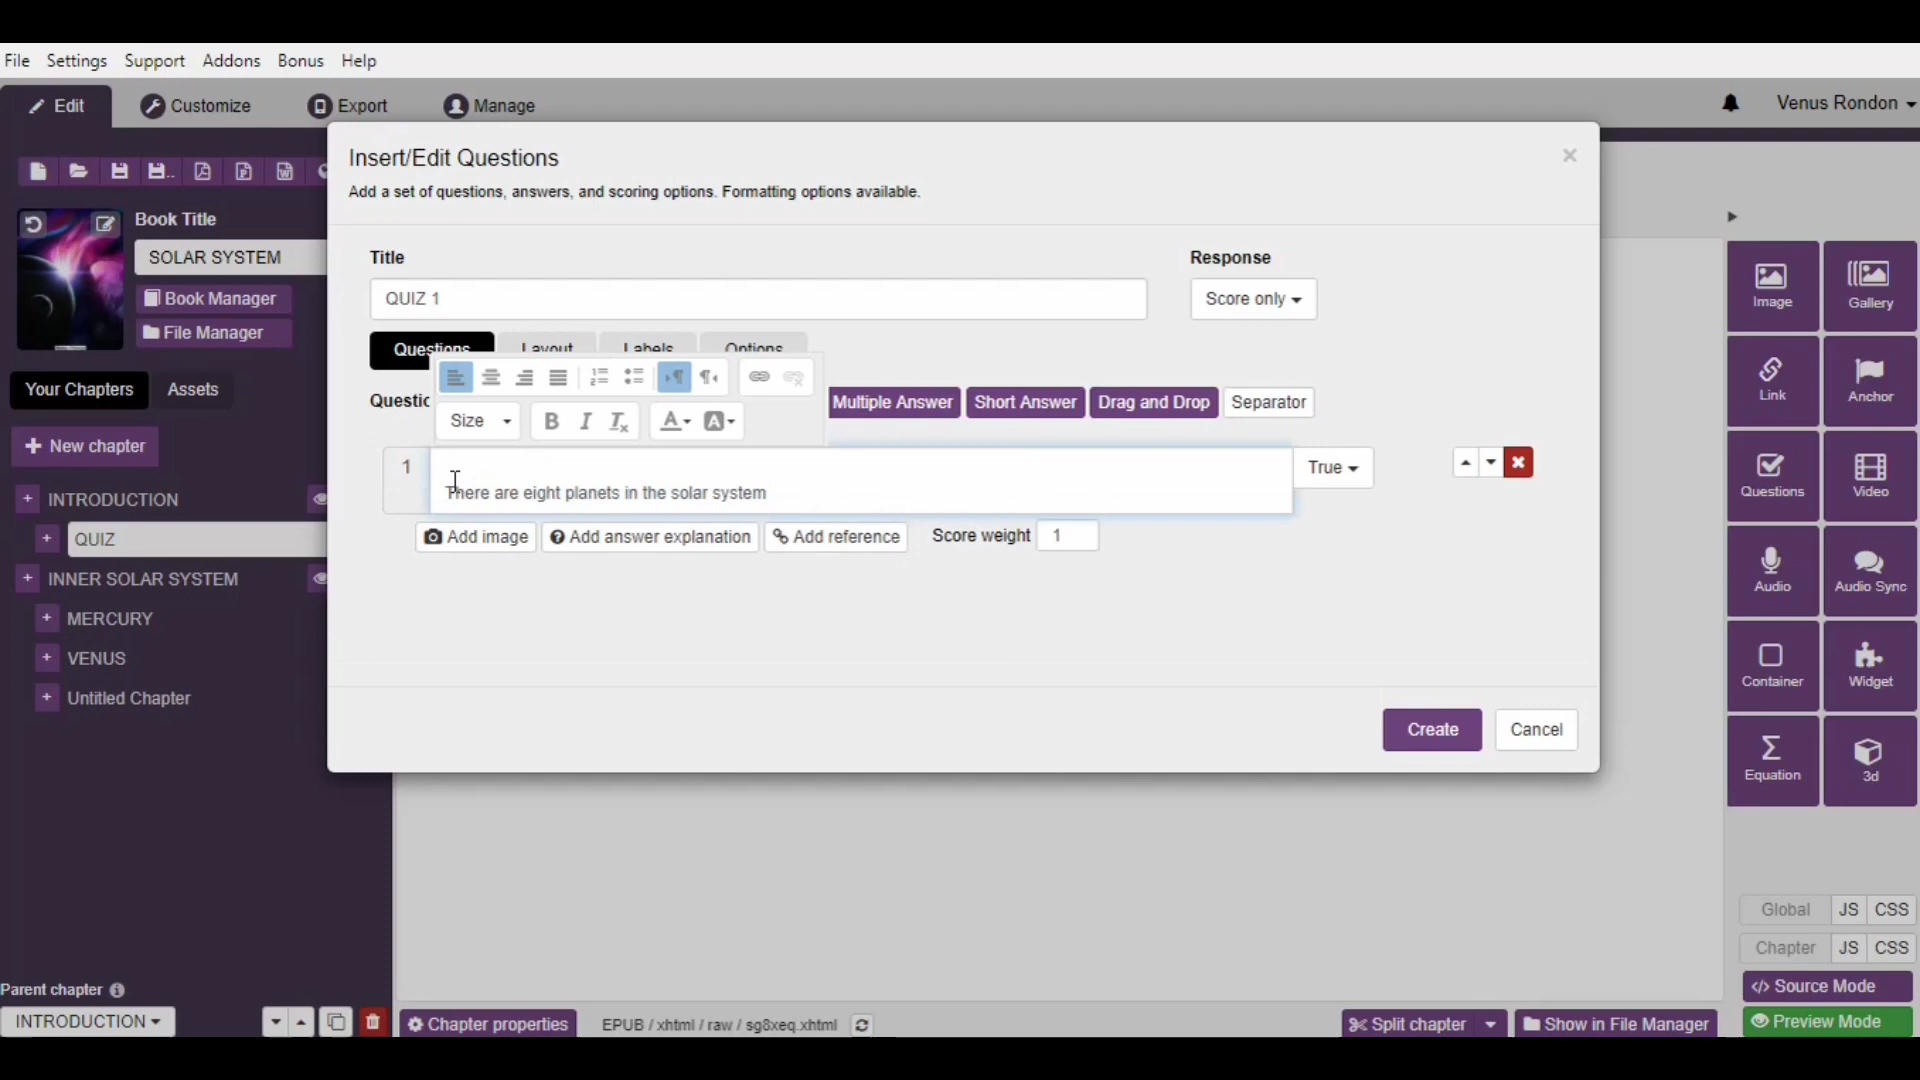 File Settings Support Addons Bonus Help
Edit Customize Export Manage Venus Rondon
Insert/Edit Questions
Add a set of questions, answers, and scoring options. Formatting options available.
Book Title
SOLAR SYSTEM
Book Manager
File Manager
Your Chapters Assets
New chapter
INTRODUCTION
QUIZ
INNER SOLAR SYSTEM
MERCURY
VENUS
Untitled Chapter
Parent chapter
INTRODUCTION
Title Response
QUIZ 1 Score only
Questions Layout Labels Options
Multiple Answer Short Answer Drag and Drop Separator
Size B I Tx A A
1 There are eight planets in the solar system True
Add image Add answer explanation Add reference Score weight 1
Create Cancel
Image Gallery
Link Anchor
Questions Video
Audio Audio Sync
Container Widget
Equation 3d
Global JS CSS
Chapter JS CSS
</> Source Mode
Preview Mode
Chapter properties EPUB / xhtml / raw / sg8xeq.xhtml Split chapter Show in File Manager